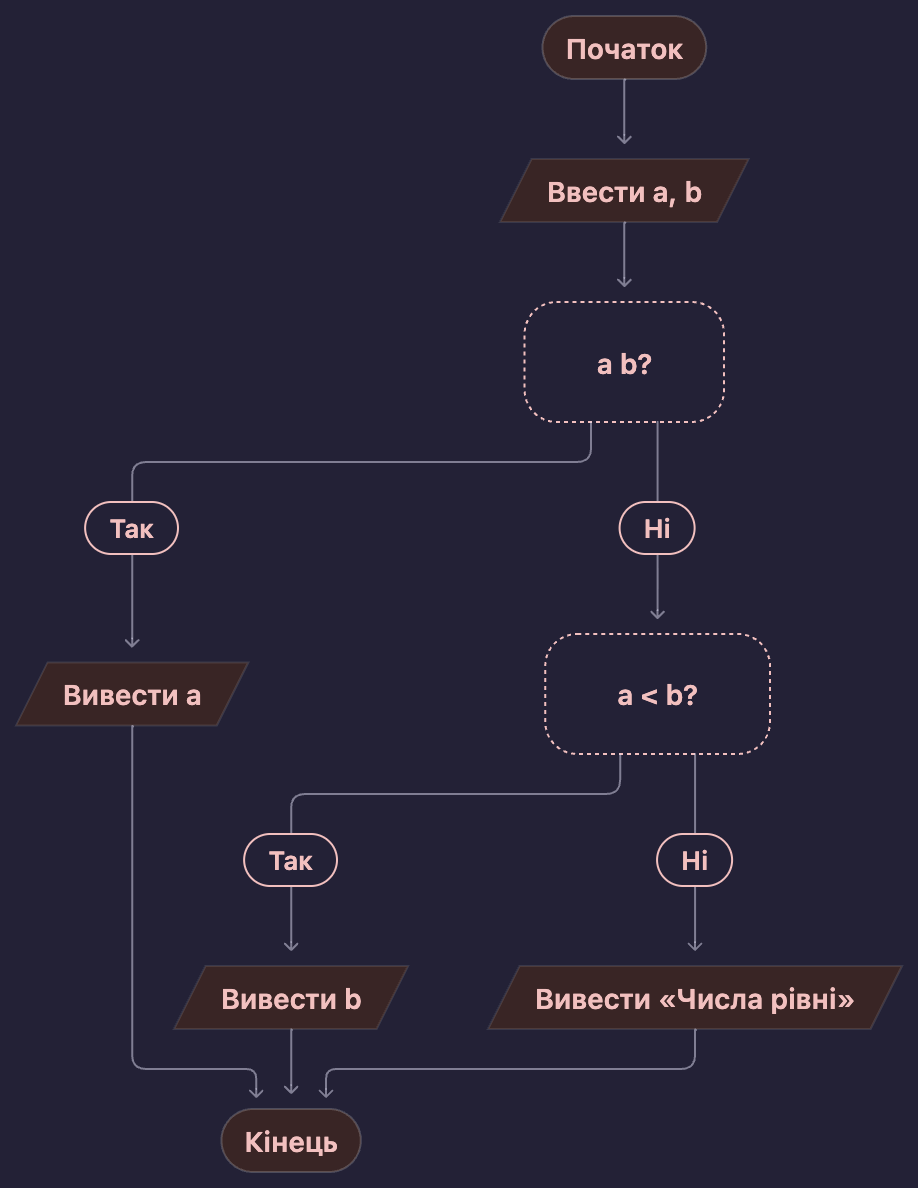 Початок
Ввести a, b
a b?
Так
Ні
Вивести a
a < b?
Так
Ні
Вивести b
Вивести «Числа рівні»
Кінець